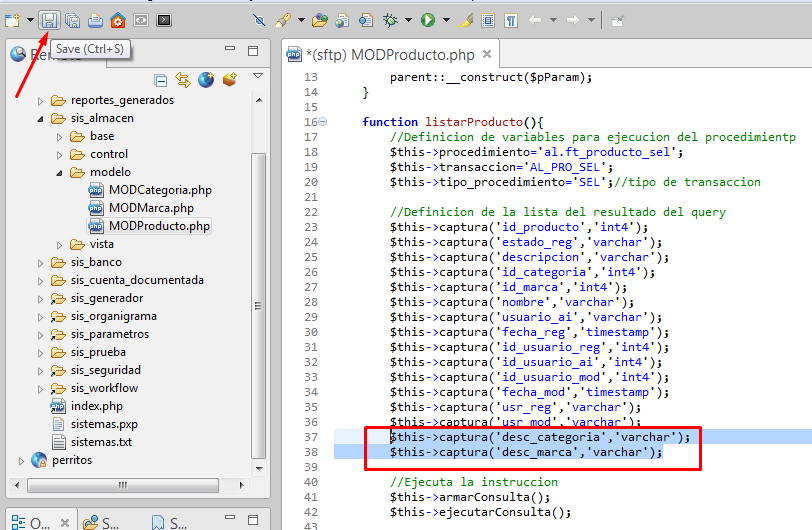 Save (Ctrl+S)
reportes_generados
sis_almacen
base
control
modelo
MODCategoria.php
MODMarca.php
MODProducto.php
vista
sis_banco
sis_cuenta_documentada
sis_generador
sis_organigrama
sis_parametros
sis_prueba
sis_seguridad
sis_workflow
index.php
sistemas.pxp
sistemas.txt
perritos
O...
S...
S...
*(sftp) MODProducto.php
13 parent::__construct($pParam);
14 }
15
16 function listarProducto(){
17 //Definicion de variables para ejecucion del procedimientp
18 $this->procedimiento='al.ft_producto_sel';
19 $this->transaccion='AL_PRO_SEL';
20 $this->tipo_procedimiento='SEL';//tipo de transaccion
21
22 //Definicion de la lista del resultado del query
23 $this->captura('id_producto','int4');
24 $this->captura('estado_reg','varchar');
25 $this->captura('descripcion','varchar');
26 $this->captura('id_categoria','int4');
27 $this->captura('id_marca','int4');
28 $this->captura('nombre','varchar');
29 $this->captura('usuario_ai','varchar');
30 $this->captura('fecha_reg','timestamp');
31 $this->captura('id_usuario_reg','int4');
32 $this->captura('id_usuario_ai','int4');
33 $this->captura('id_usuario_mod','int4');
34 $this->captura('fecha_mod','timestamp');
35 $this->captura('usr_reg','varchar');
36 $this->captura('usr_mod','varchar');
37 $this->captura('desc_categoria','varchar');
38 $this->captura('desc_marca','varchar');
39
40 //Ejecuta la instruccion
41 $this->armarConsulta();
42 $this->ejecutarConsulta();
43